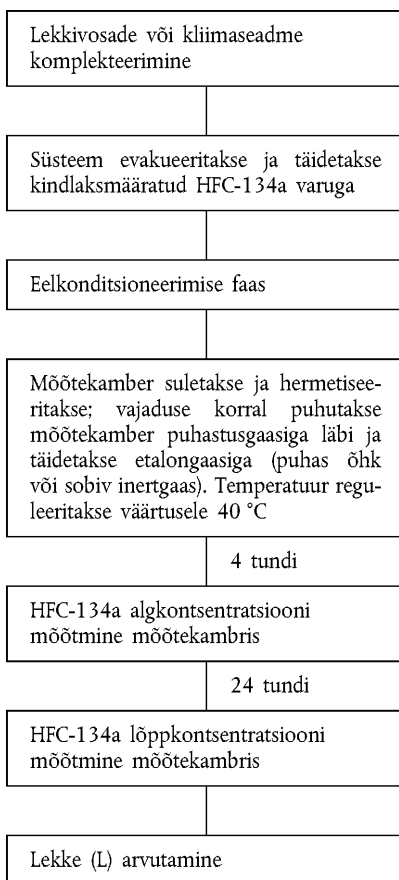 Lekkivosade või kliimaseadme
komplekteerimine
Süsteem evakueeritakse ja täidetakse
kindlaksmääratud HFC-134a varuga
Eelkonditsioneerimise faas
Mõõtekamber suletakse ja hermetisee-
ritakse; vajaduse korral puhutakse
mõõtekamber puhastusgaasiga läbi ja
täidetakse etalongaasiga (puhas õhk
või sobiv inertgaas). Temperatuur regu-
leeritakse väärtusele 40 °C
4 tundi
HFC-134a algkontsentratsiooni
mõõtmine mõõtekambris
24 tundi
HFC-134a lõppkontsentratsiooni
mõõtmine mõõtekambris
Lekke (L) arvutamine